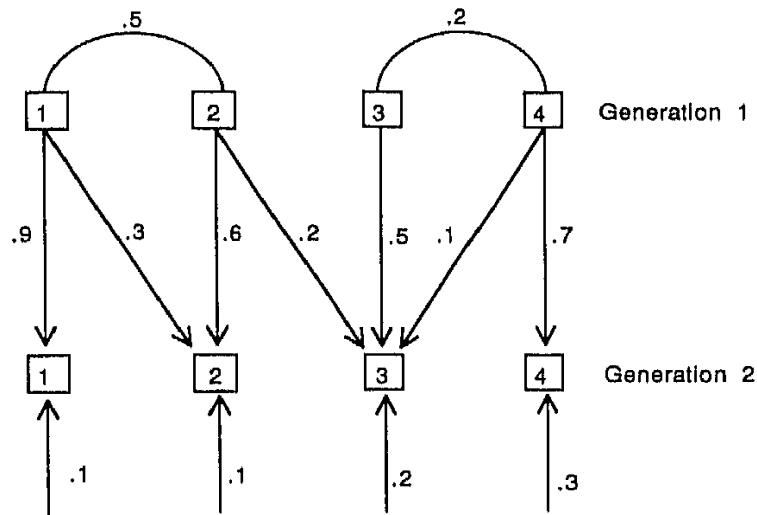 .5 .2
1 2 3 4 Generation 1
.9 .3 .6 .2 .5 .1 .7
1 2 3 4 Generation 2
.1 .1 .2 .3